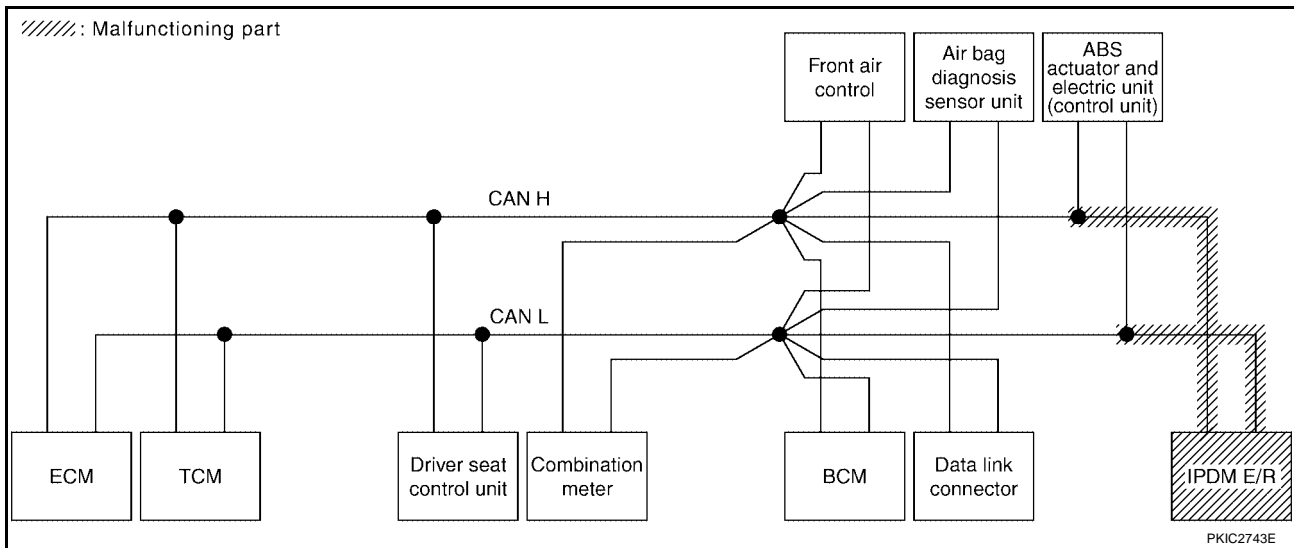 : Malfunctioning part
Front air
control
Air bag
diagnosis
sensor unit
ABS
actuator and
electric unit
(control unit)
CAN H
CAN L
ECM
TCM
Driver seat
control unit
Combination
meter
BCM
Data link
connector
IPDM E/R
PKIC2743E